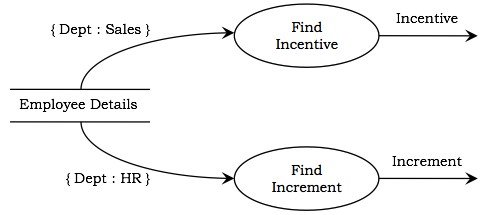 { Dept : Sales }
Find
Incentive
Incentive
Employee Details
{ Dept : HR }
Find
Increment
Increment